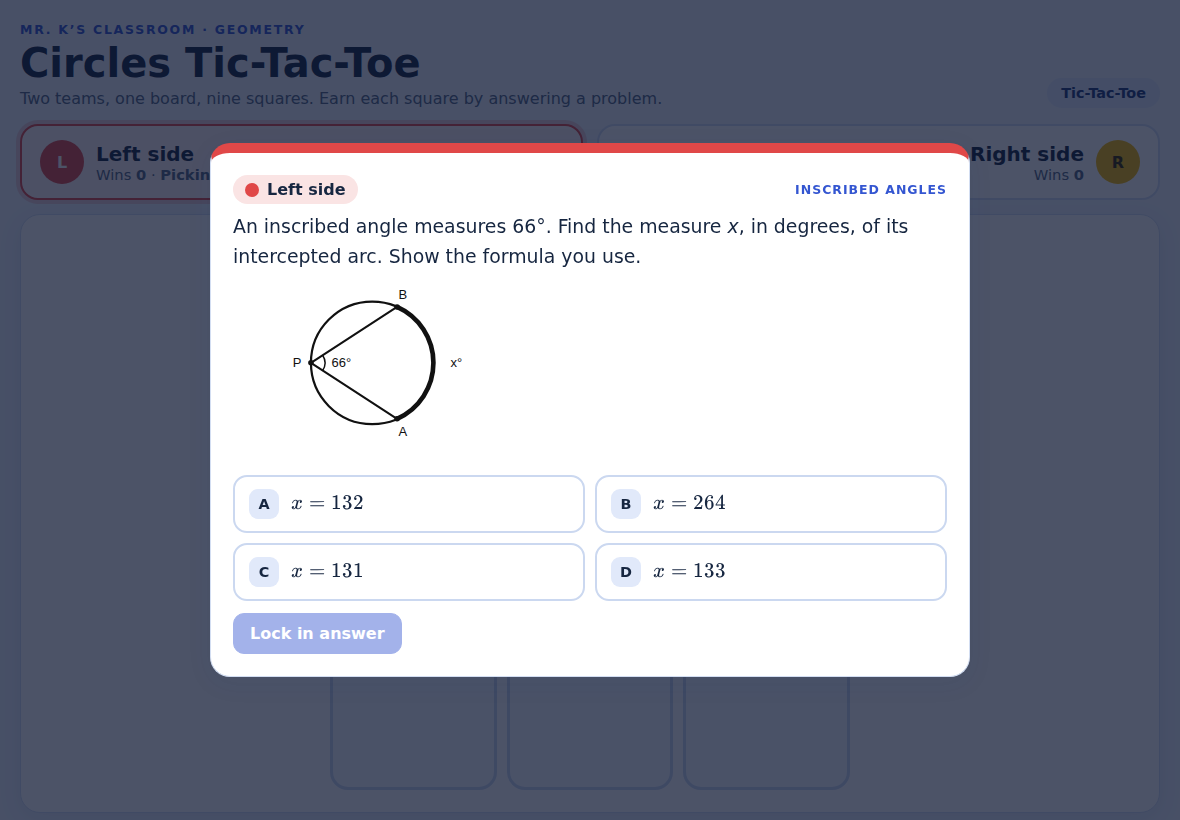 MR. K’S CLASSROOM · GEOMETRY
Circles Tic-Tac-Toe
Two teams, one board, nine squares. Earn each square by answering a problem.
Tic-Tac-Toe
L
Left side
Wins 0 · Pickin
Right side
Wins 0
R
Left side
INSCRIBED ANGLES
An inscribed angle measures 66°. Find the measure x, in degrees, of its
intercepted arc. Show the formula you use.
B
P
66°
x°
A
A x = 132
B x = 264
C x = 131
D x = 133
Lock in answer